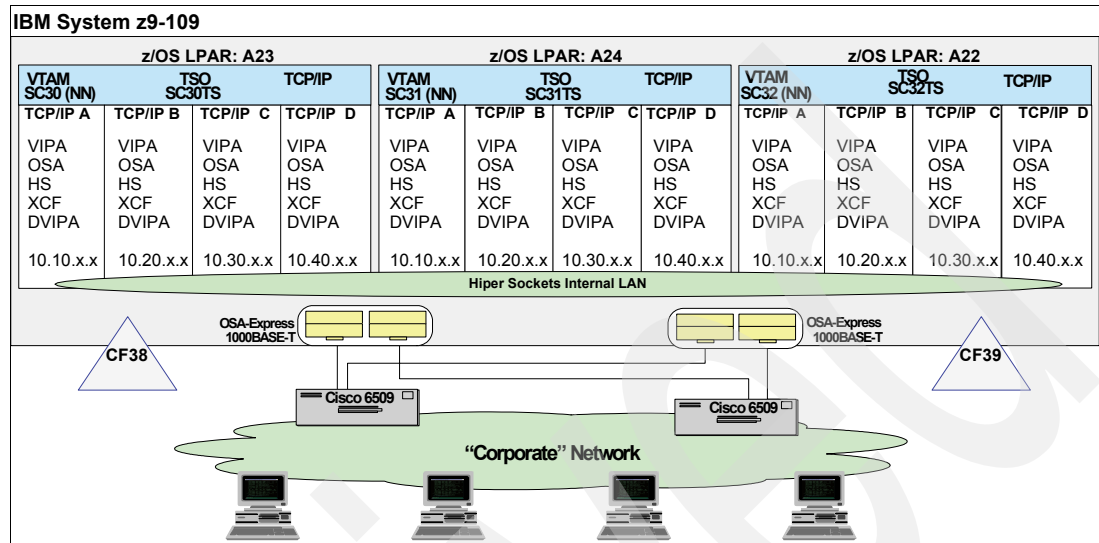 IBM System z9-109
z/OS LPAR: A23
z/OS LPAR: A24
z/OS LPAR: A22
VTAM
SC30 (NN)
TSO
SC30TS
TCP/IP
VTAM
SC31 (NN)
TSO
SC31TS
TCP/IP
VTAM
SC32 (NN)
TSO
SC32TS
TCP/IP
TCP/IP A
TCP/IP B
TCP/IP C
TCP/IP D
TCP/IP A
TCP/IP B
TCP/IP C
TCP/IP D
TCP/IP A
TCP/IP B
TCP/IP C
TCP/IP D
VIPA VIPA VIPA VIPA VIPA VIPA VIPA VIPA VIPA VIPA VIPA VIPA
OSA OSA OSA OSA OSA OSA OSA OSA OSA OSA OSA OSA
HS HS HS HS HS HS HS HS HS HS HS HS
XCF XCF XCF XCF XCF XCF XCF XCF XCF XCF XCF XCF
DVIPA DVIPA DVIPA DVIPA DVIPA DVIPA DVIPA DVIPA DVIPA DVIPA DVIPA DVIPA
10.10.x.x 10.20.x.x 10.30.x.x 10.40.x.x 10.10.x.x 10.20.x.x 10.30.x.x 10.40.x.x 10.10.x.x 10.20.x.x 10.30.x.x 10.40.x.x
Hiper Sockets Internal LAN
OSA-Express
1000BASE-T
OSA-Express
1000BASE-T
CF38
CF39
Cisco 6509
Cisco 6509
“Corporate” Network